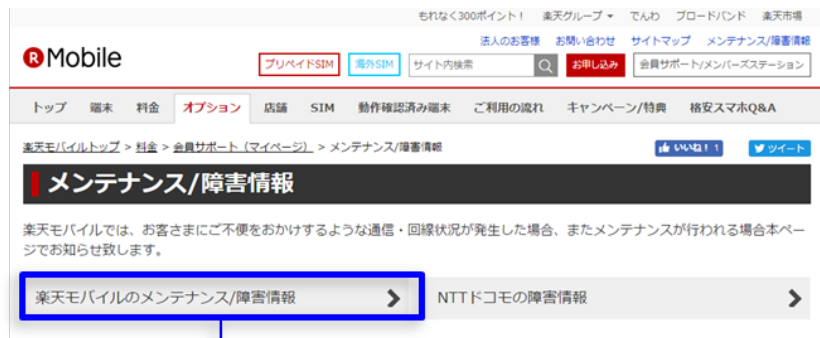 もれなく300ポイント！ 楽天グループ でんわ ブロードバンド 楽天市場
法人のお客様 お問い合わせ サイトマップ メンテナンス/障害情報
R Mobile プリペイドSIM 海外SIM サイト内検索 お申し込み 会員サポート/メンバーズステーション
トップ 端末 料金 オプション 店舗 SIM 動作確認済み端末 ご利用の流れ キャンペーン/特典 格安スマホQ&A
楽天モバイルトップ > 料金 > 会員サポート（マイページ） > メンテナンス/障害情報 いいね！ 1 ツイート
メンテナンス/障害情報
楽天モバイルでは、お客さまにご不便をおかけするような通信・回線状況が発生した場合、またメンテナンスが行われる場合本ペー
ジでお知らせ致します。
楽天モバイルのメンテナンス/障害情報 NTTドコモの障害情報